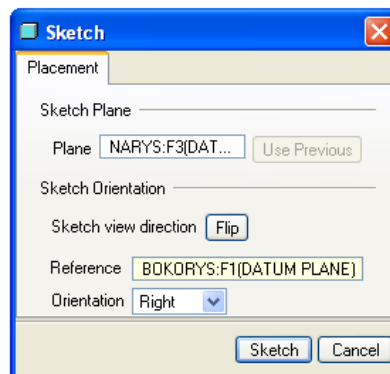 Sketch
Placement
Sketch Plane
Plane NARYS:F3(DAT... Use Previous
Sketch Orientation
Sketch view direction Flip
Reference BOKORYS:F1(DATUM PLANE)
Orientation Right
Sketch Cancel